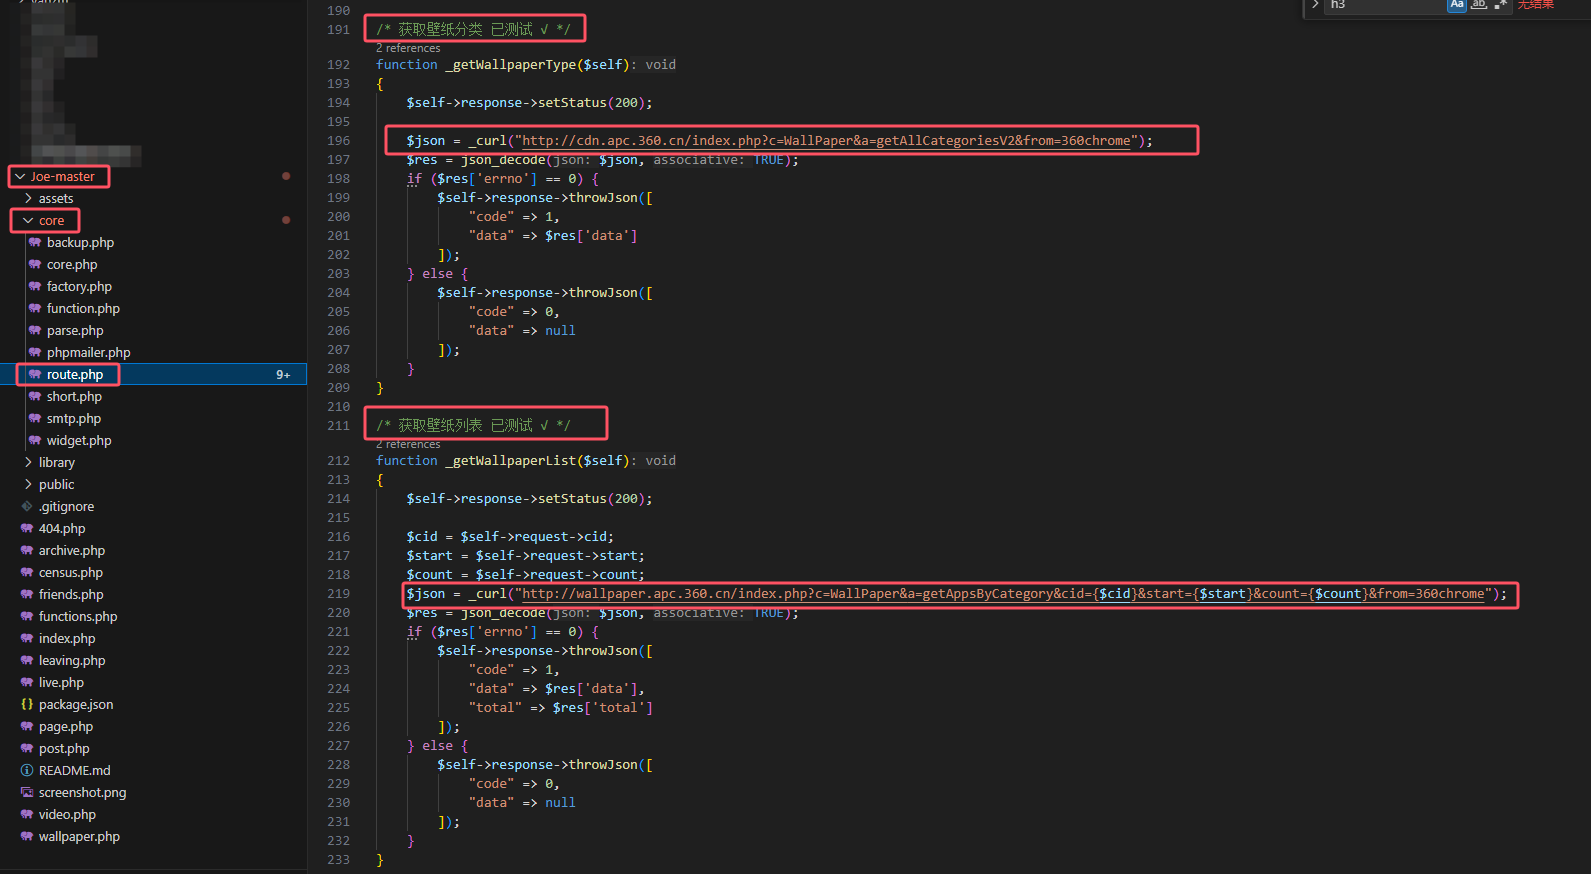 Joe-master
assets
core
backup.php
core.php
factory.php
function.php
parse.php
phpmailer.php
route.php 9+
short.php
smtp.php
widget.php
library
public
.gitignore
404.php
archive.php
census.php
friends.php
functions.php
index.php
leaving.php
live.php
package.json
page.php
post.php
README.md
screenshot.png
video.php
wallpaper.php
h3 Aa ab 无结果
190
191 /* 获取壁纸分类 已测试 √ */
2 references
192 function _getWallpaperType($self): void
193 {
194 $self->response->setStatus(200);
195
196 $json = _curl("http://cdn.apc.360.cn/index.php?c=WallPaper&a=getAllCategoriesV2&from=360chrome");
197 $res = json_decode(json: $json, associative: TRUE);
198 if ($res['errno'] == 0) {
199 $self->response->throwJson([
200 "code" => 1,
201 "data" => $res['data']
202 ]);
203 } else {
204 $self->response->throwJson([
205 "code" => 0,
206 "data" => null
207 ]);
208 }
209 }
210
211 /* 获取壁纸列表 已测试 √ */
2 references
212 function _getWallpaperList($self): void
213 {
214 $self->response->setStatus(200);
215
216 $cid = $self->request->cid;
217 $start = $self->request->start;
218 $count = $self->request->count;
219 $json = _curl("http://wallpaper.apc.360.cn/index.php?c=WallPaper&a=getAppsByCategory&cid={$cid}&start={$start}&count={$count}&from=360chrome");
220 $res = json_decode(json: $json, associative: TRUE);
221 if ($res['errno'] == 0) {
222 $self->response->throwJson([
223 "code" => 1,
224 "data" => $res['data'],
225 "total" => $res['total']
226 ]);
227 } else {
228 $self->response->throwJson([
229 "code" => 0,
230 "data" => null
231 ]);
232 }
233 }